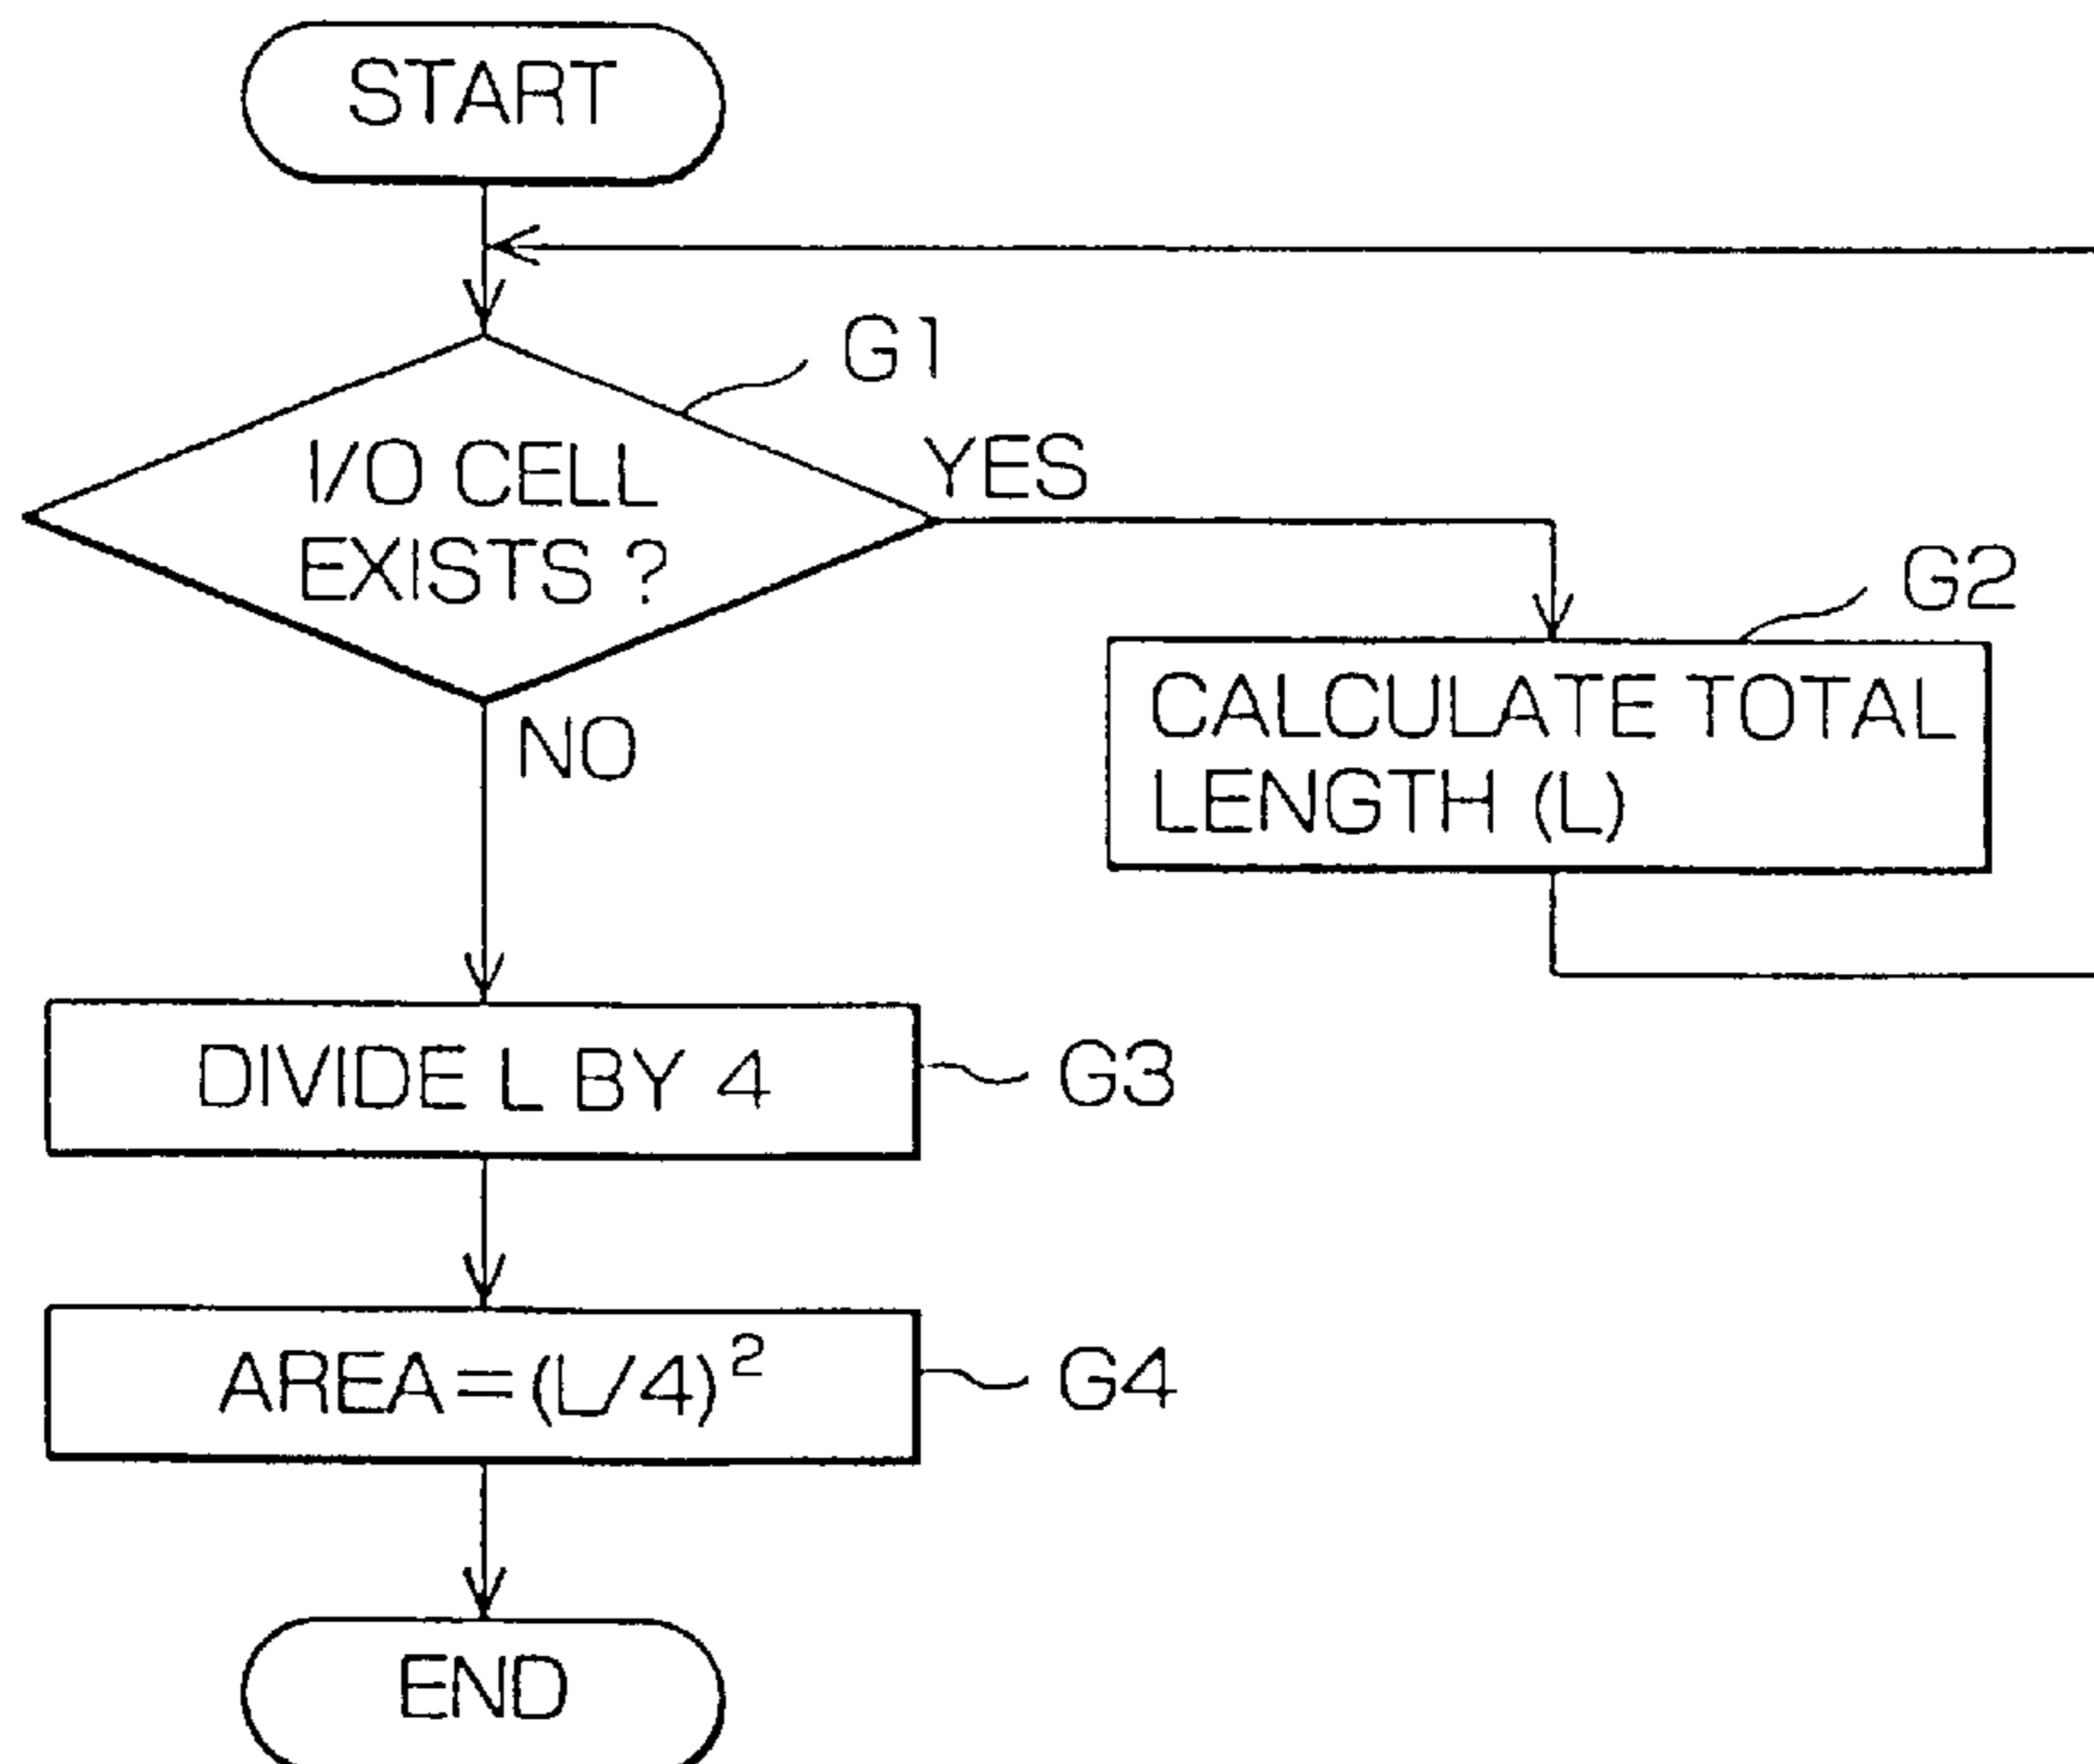 START
G1
I/O CELL
EXISTS ?
YES
NO
G2
CALCULATE TOTAL
LENGTH (L)
DIVIDE L BY 4
G3
AREA=(L/4)²
G4
END